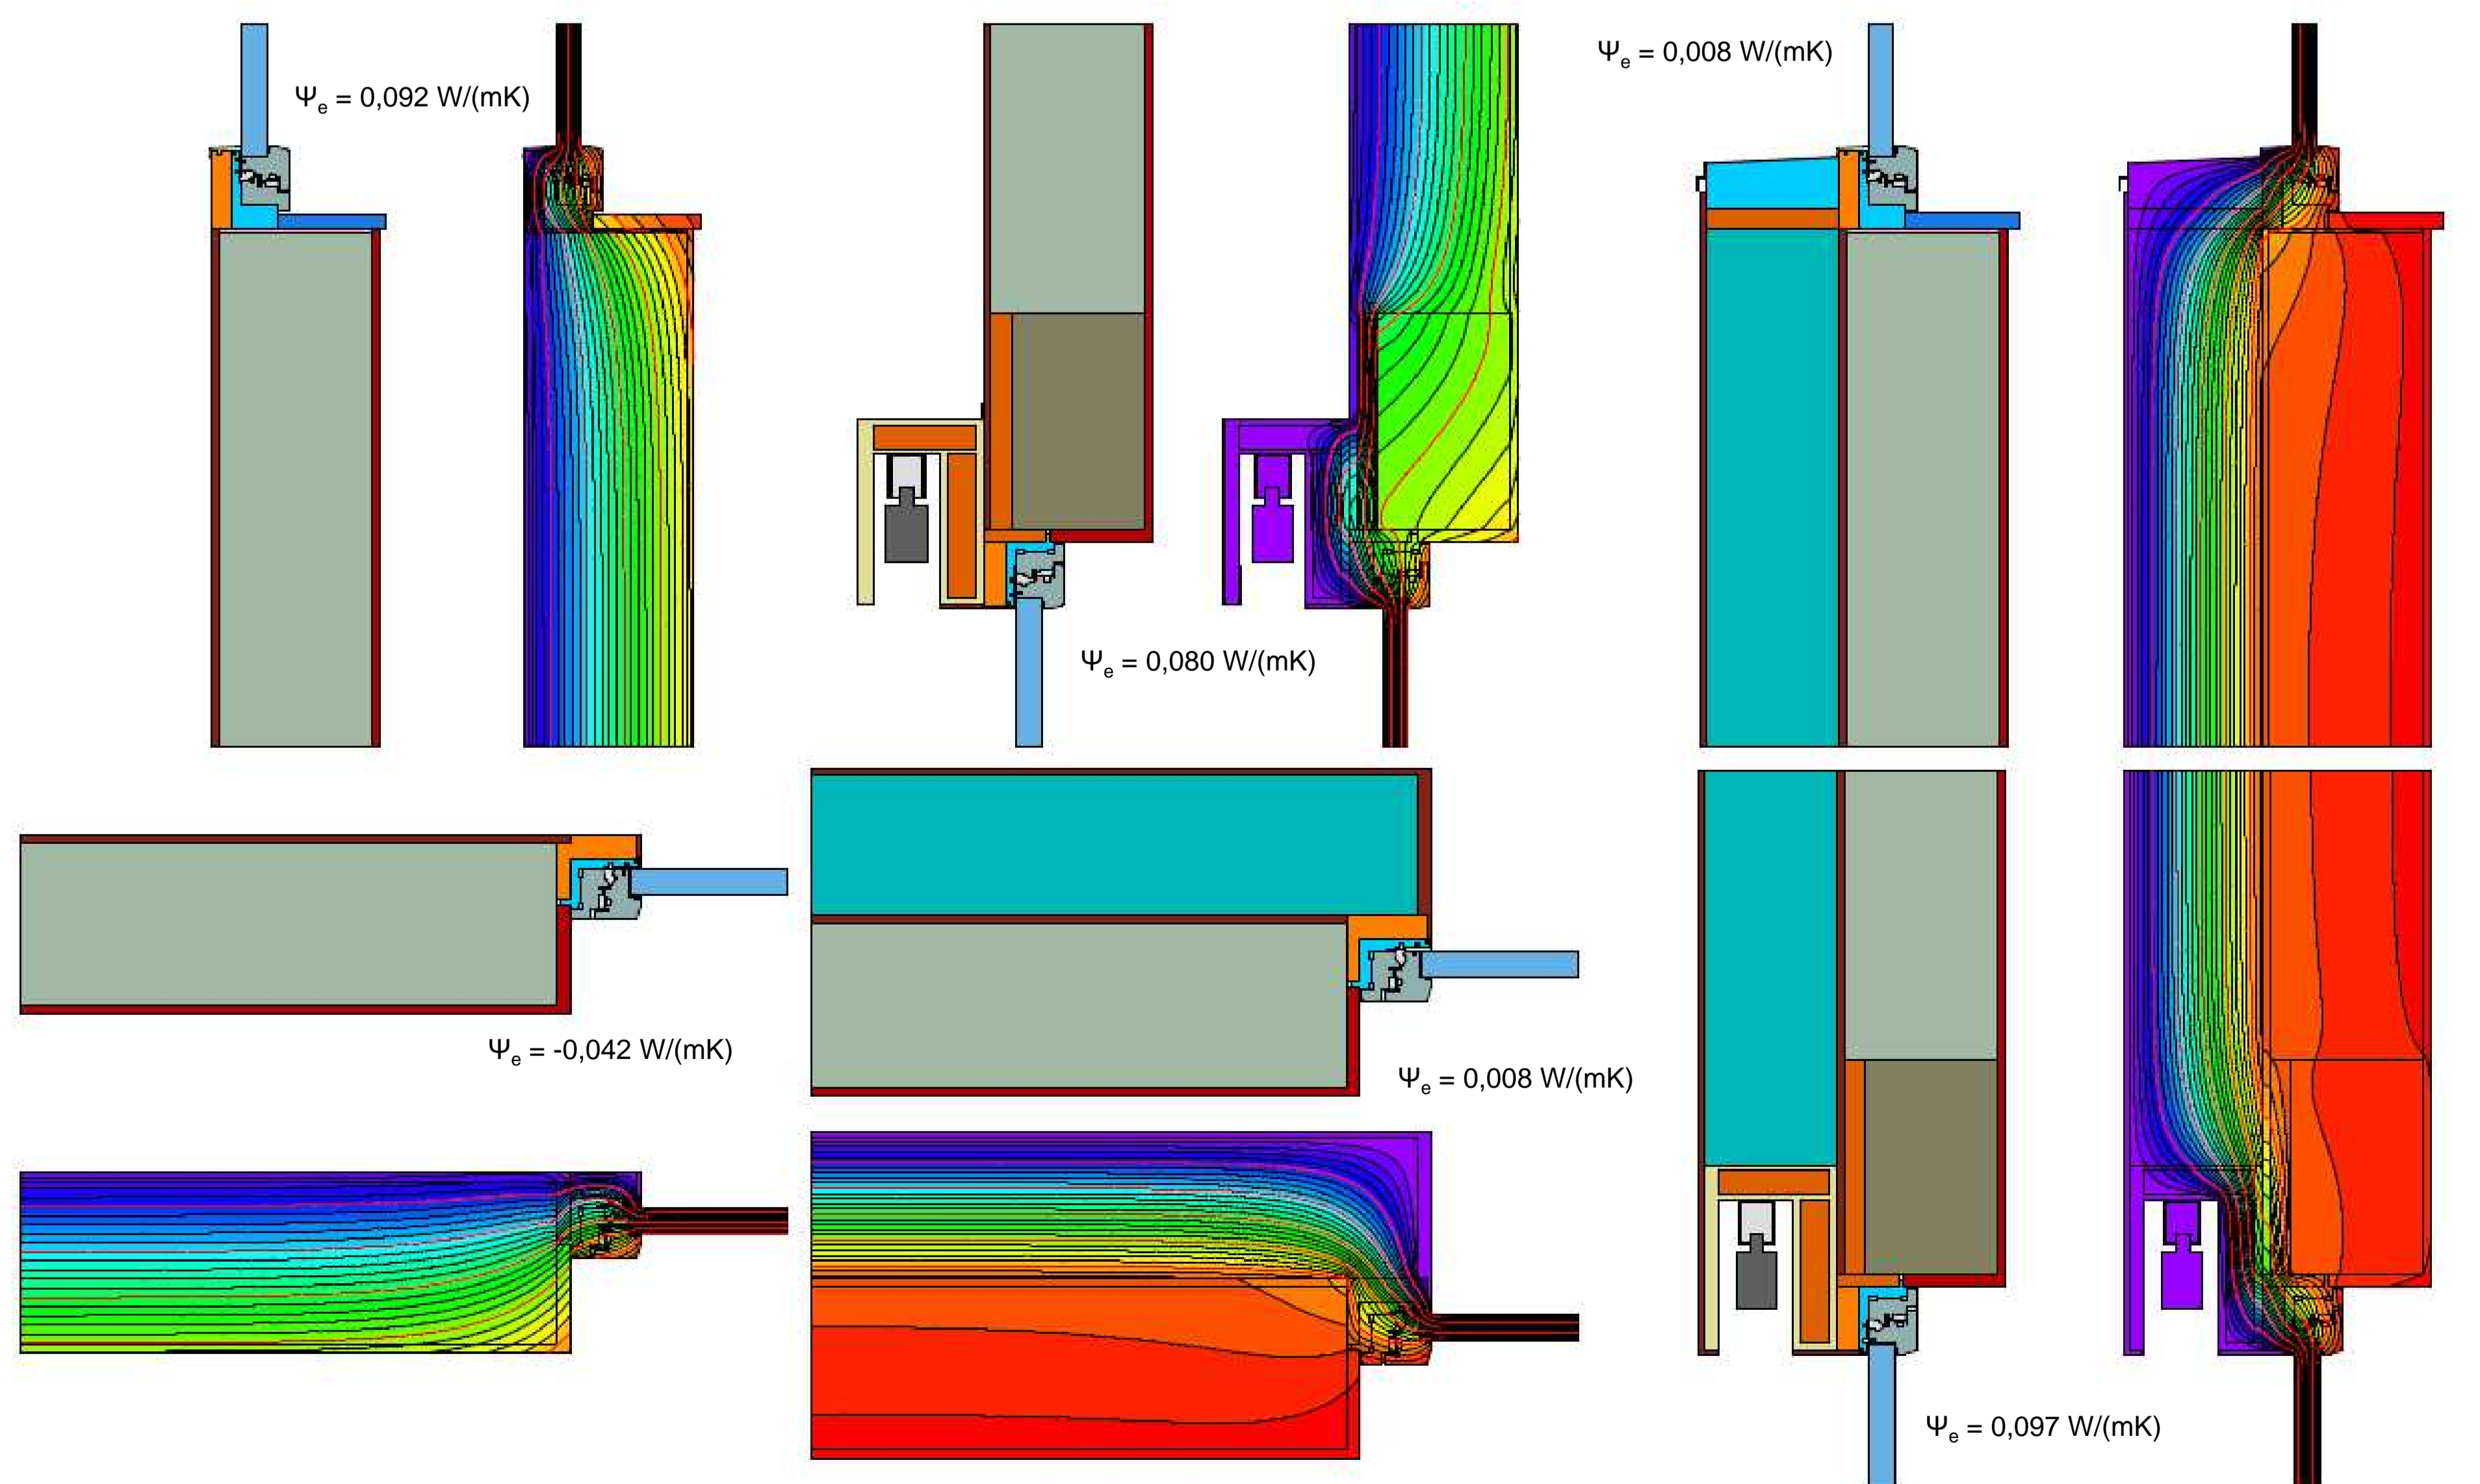 Ψe = 0,092 W/(mK)
Ψe = 0,008 W/(mK)
Ψe = 0,080 W/(mK)
Ψe = -0,042 W/(mK)
Ψe = 0,008 W/(mK)
Ψe = 0,097 W/(mK)